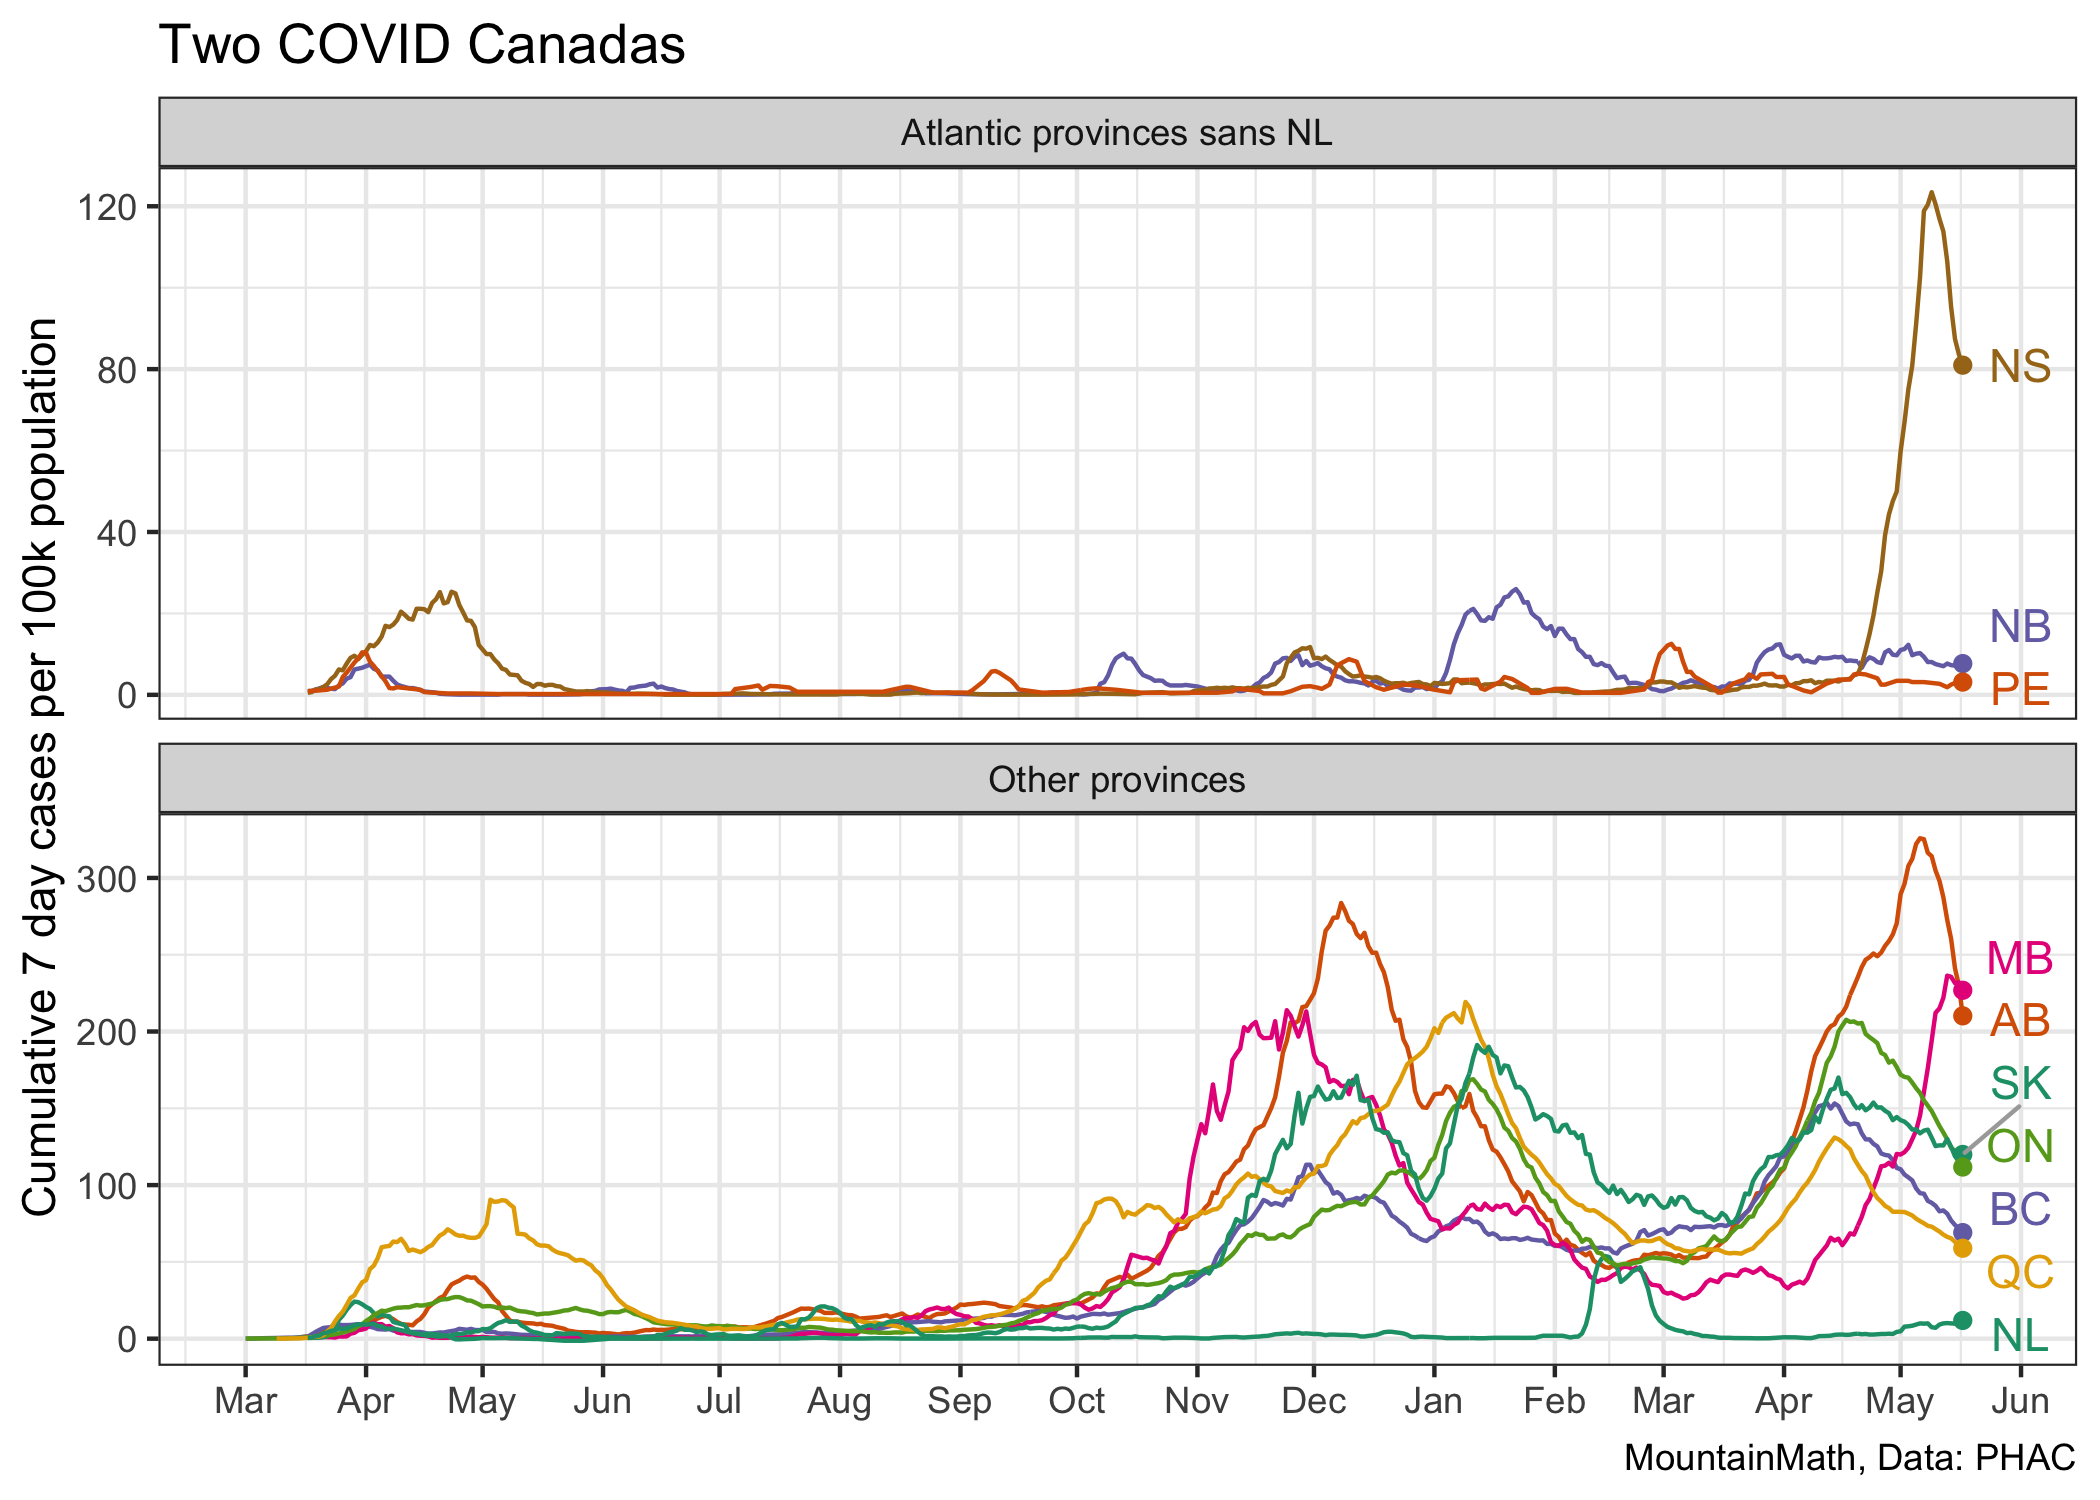 Two COVID Canadas
Cumulative 7 day cases per 100k population
Atlantic provinces sans NL
120
80
40
0
NS
NB
PE
Other provinces
300
200
100
0
MB
AB
SK
ON
BC
QC
NL
Mar Apr May Jun Jul Aug Sep Oct Nov Dec Jan Feb Mar Apr May Jun
MountainMath, Data: PHAC